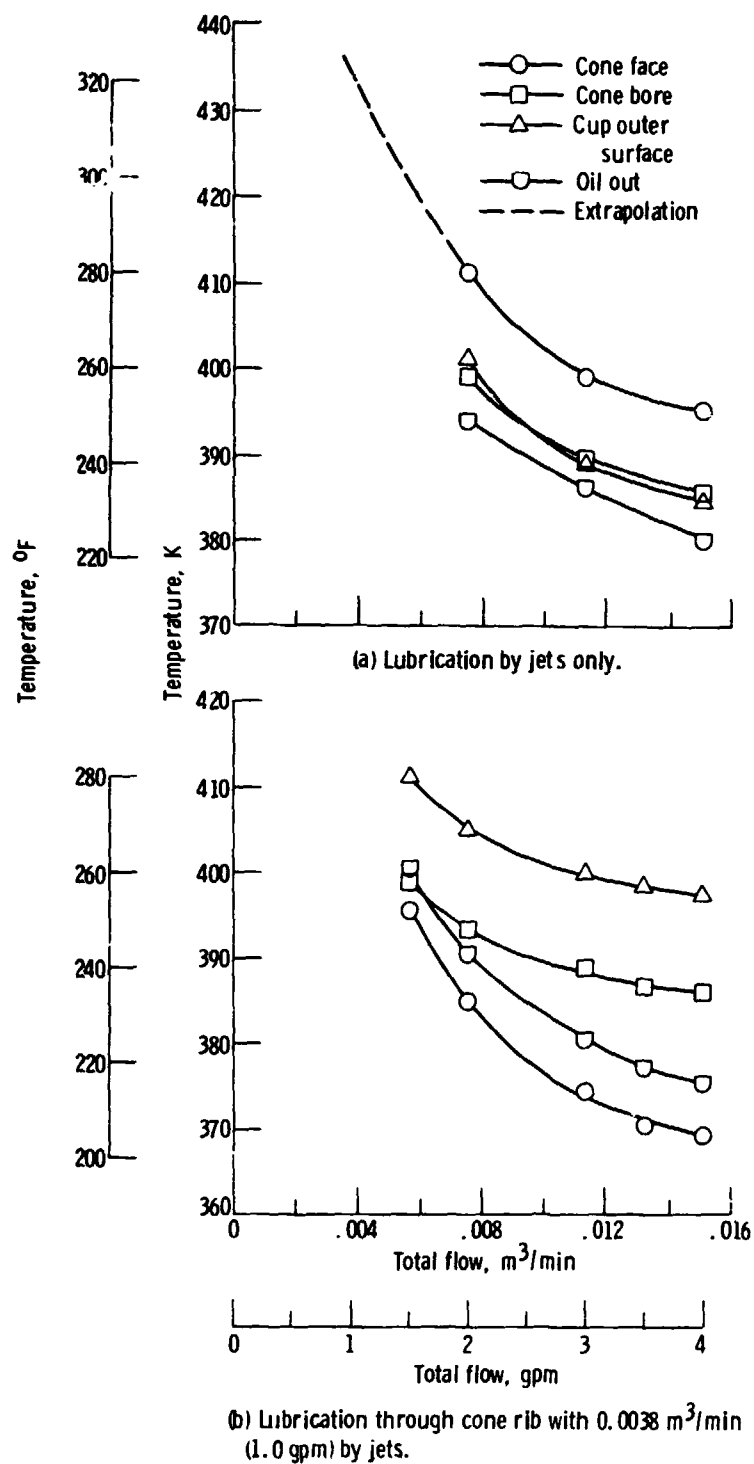 Temperature, °F
320
300
280
260
240
220
Temperature, K
440
430
420
410
400
390
380
370
Cone face
Cone bore
Cup outer
surface
Oil out
Extrapolation
(a) Lubrication by jets only.
280
260
240
220
200
420
410
400
390
380
370
360
0 .004 .008 .012 .016
Total flow, m³/min
0 1 2 3 4
Total flow, gpm
(b) Lubrication through cone rib with 0.0038 m³/min
(1.0 gpm) by jets.